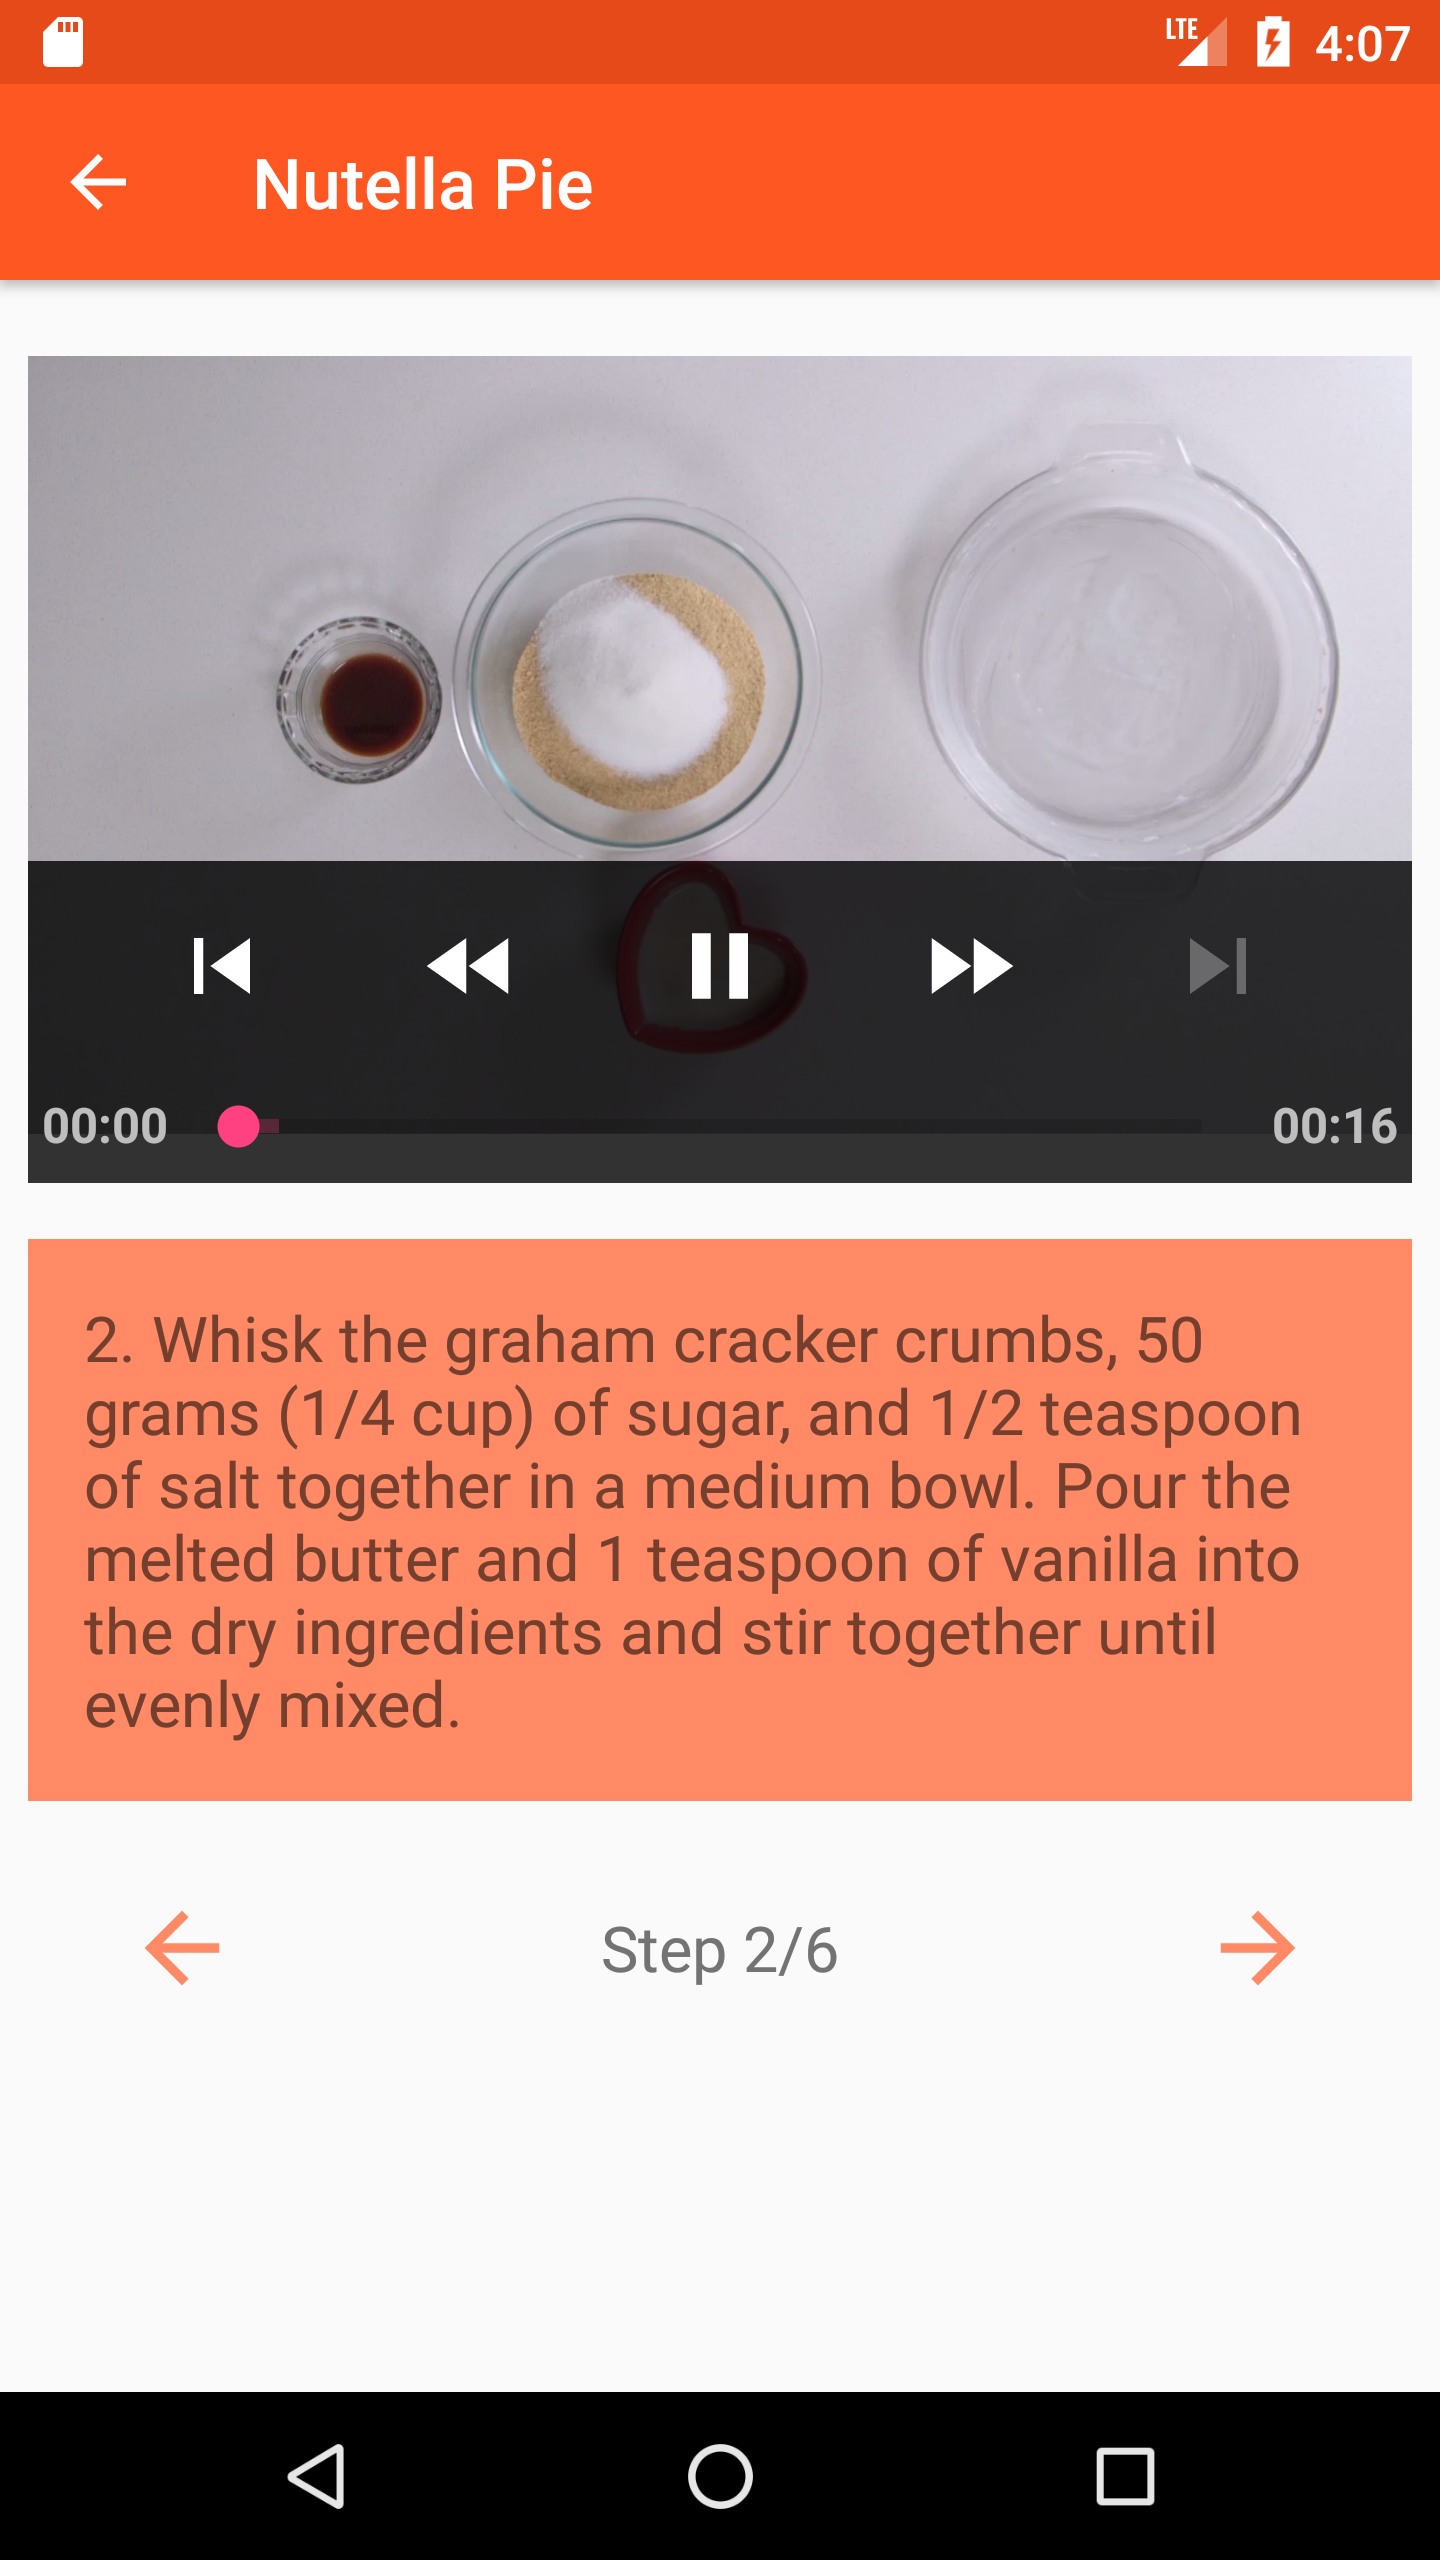 LTE 4:07
Nutella Pie
00:00 00:16
2. Whisk the graham cracker crumbs, 50
grams (1/4 cup) of sugar, and 1/2 teaspoon
of salt together in a medium bowl. Pour the
melted butter and 1 teaspoon of vanilla into
the dry ingredients and stir together until
evenly mixed.
Step 2/6